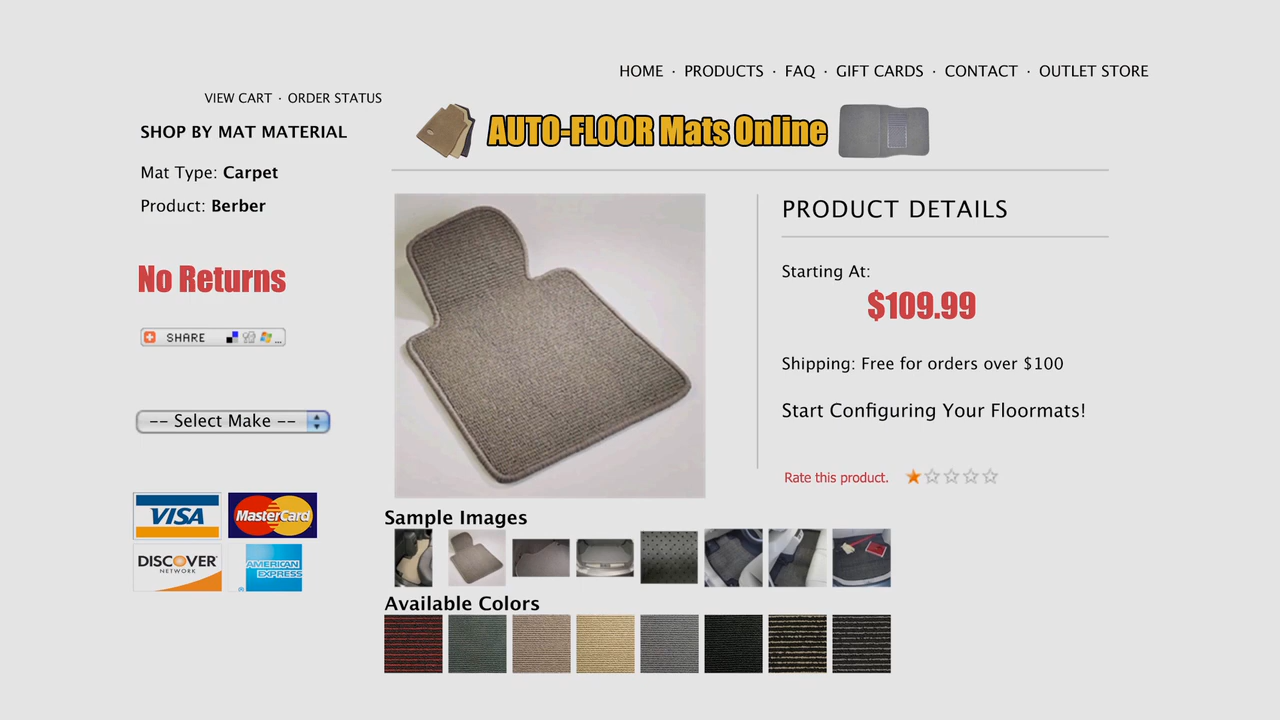 HOME · PRODUCTS · FAQ · GIFT CARDS · CONTACT · OUTLET STORE
VIEW CART · ORDER STATUS
AUTO-FLOOR Mats Online
SHOP BY MAT MATERIAL
Mat Type: Carpet
Product: Berber
No Returns
SHARE
-- Select Make --
VISA
MasterCard
DISCOVER
NETWORK
AMERICAN
EXPRESS
PRODUCT DETAILS
Starting At:
$109.99
Shipping: Free for orders over $100
Start Configuring Your Floormats!
Rate this product.
Sample Images
Available Colors